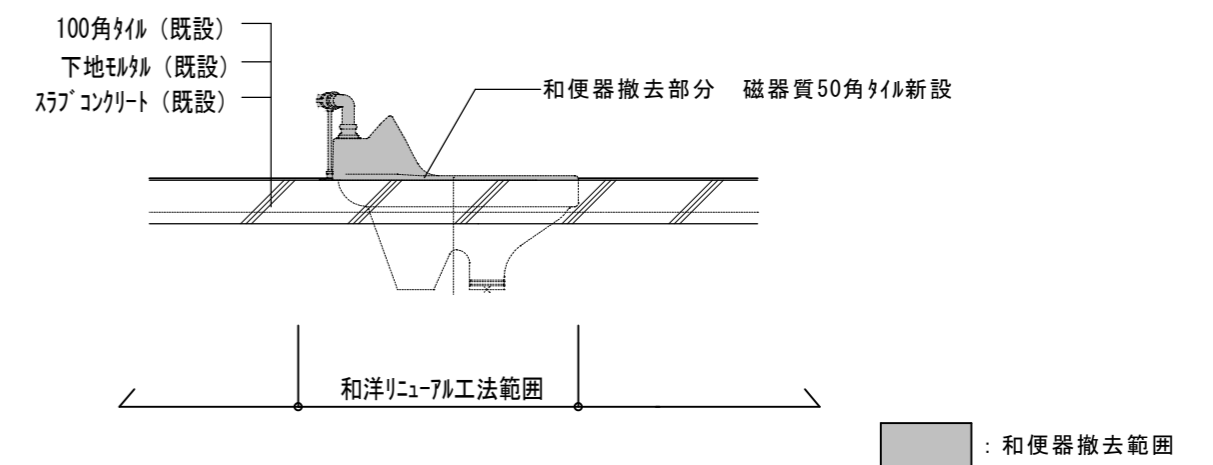 100角ﾀｲﾙ（既設）
下地ﾓﾙﾀﾙ（既設）
ｽﾗﾌﾞｺﾝｸﾘｰﾄ（既設）
和便器撤去部分　磁器質50角ﾀｲﾙ新設
和洋ﾘﾆｭｰｱﾙ工法範囲
：和便器撤去範囲